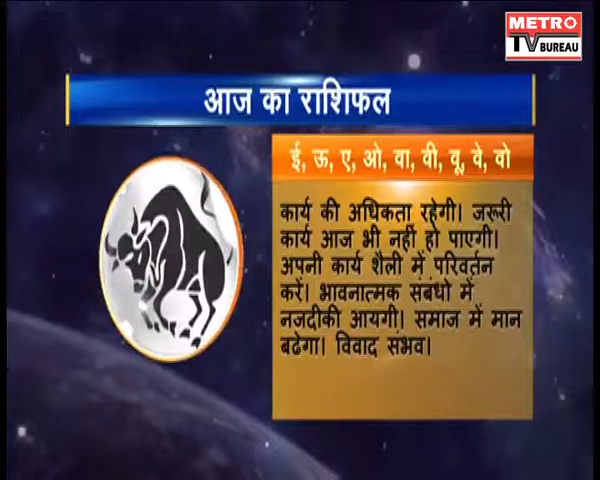 METRO
TV BUREAU
आज का राशिफल
ई, ऊ, ए, ओ, वा, वी, वू, वे, वो
कार्य की अधिकता रहेगी। जरूरी
कार्य आज भी नहीं हो पाएगी।
अपनी कार्य शैली में परिवर्तन
करें। भावनात्मक संबंधो में
नजदीकी आयगी। समाज में मान
बढेगा। विवाद संभव।